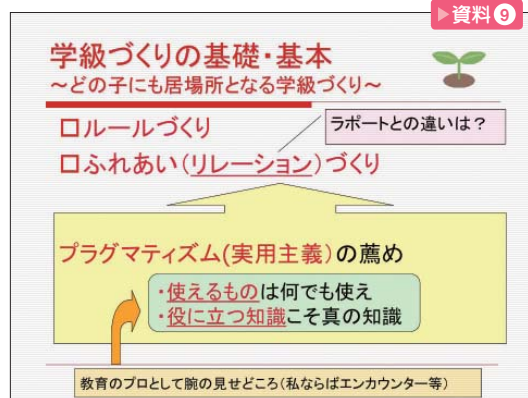 ▶資料9
学級づくりの基礎・基本
~どの子にも居場所となる学級づくり~
□ルールづくり
ラポートとの違いは?
□ふれあい(リレーション)づくり
プラグマティズム(実用主義)の薦め
・使えるものは何でも使え
・役に立つ知識こそ真の知識
教育のプロとして腕の見せどころ(私ならばエンカウンター等)